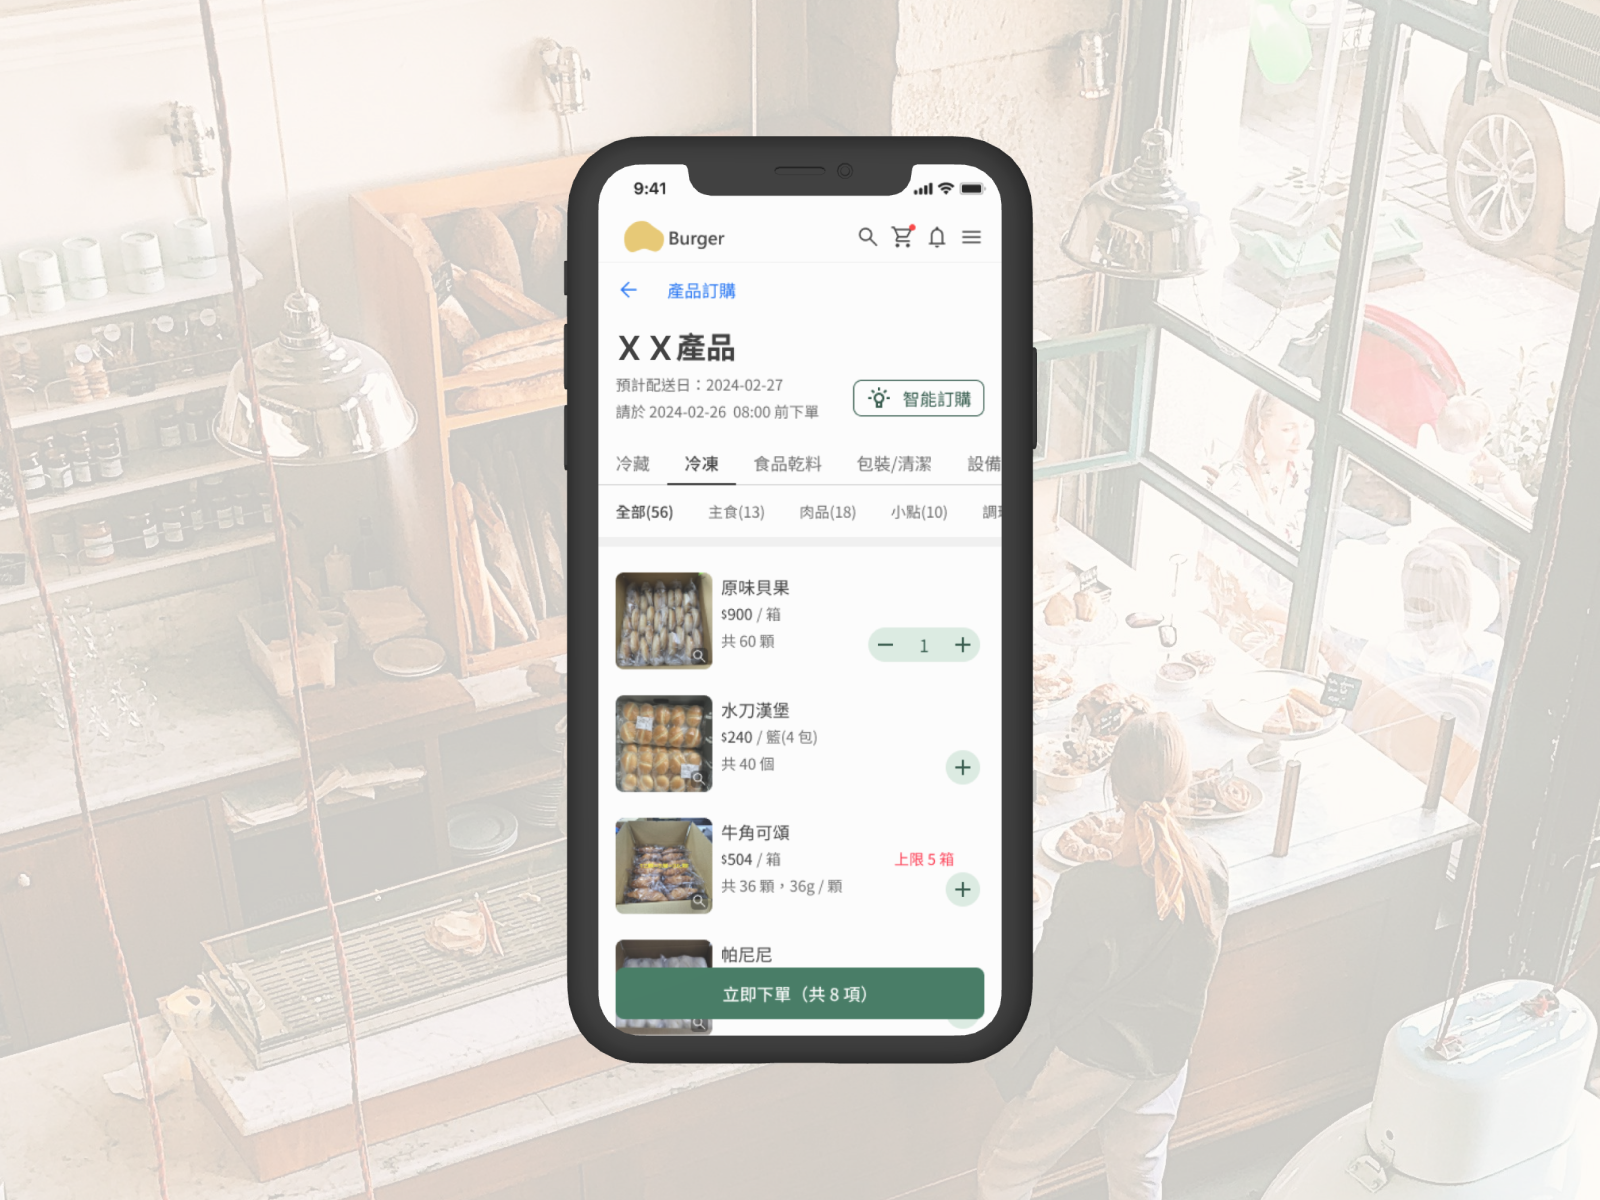 9:41
Burger
產品訂購
ＸＸ產品
預計配送日：2024-02-27
請於 2024-02-26 08:00 前下單
智能訂購
冷藏 冷凍 食品乾料 包裝/清潔 設備
全部(56) 主食(13) 肉品(18) 小點(10)
原味貝果
$900 / 箱
共 60 顆
1
水刀漢堡
$240 / 籃(4 包)
共 40 個
牛角可頌
$504 / 箱
上限 5 箱
共 36 顆，36g / 顆
帕尼尼
立即下單（共 8 項）